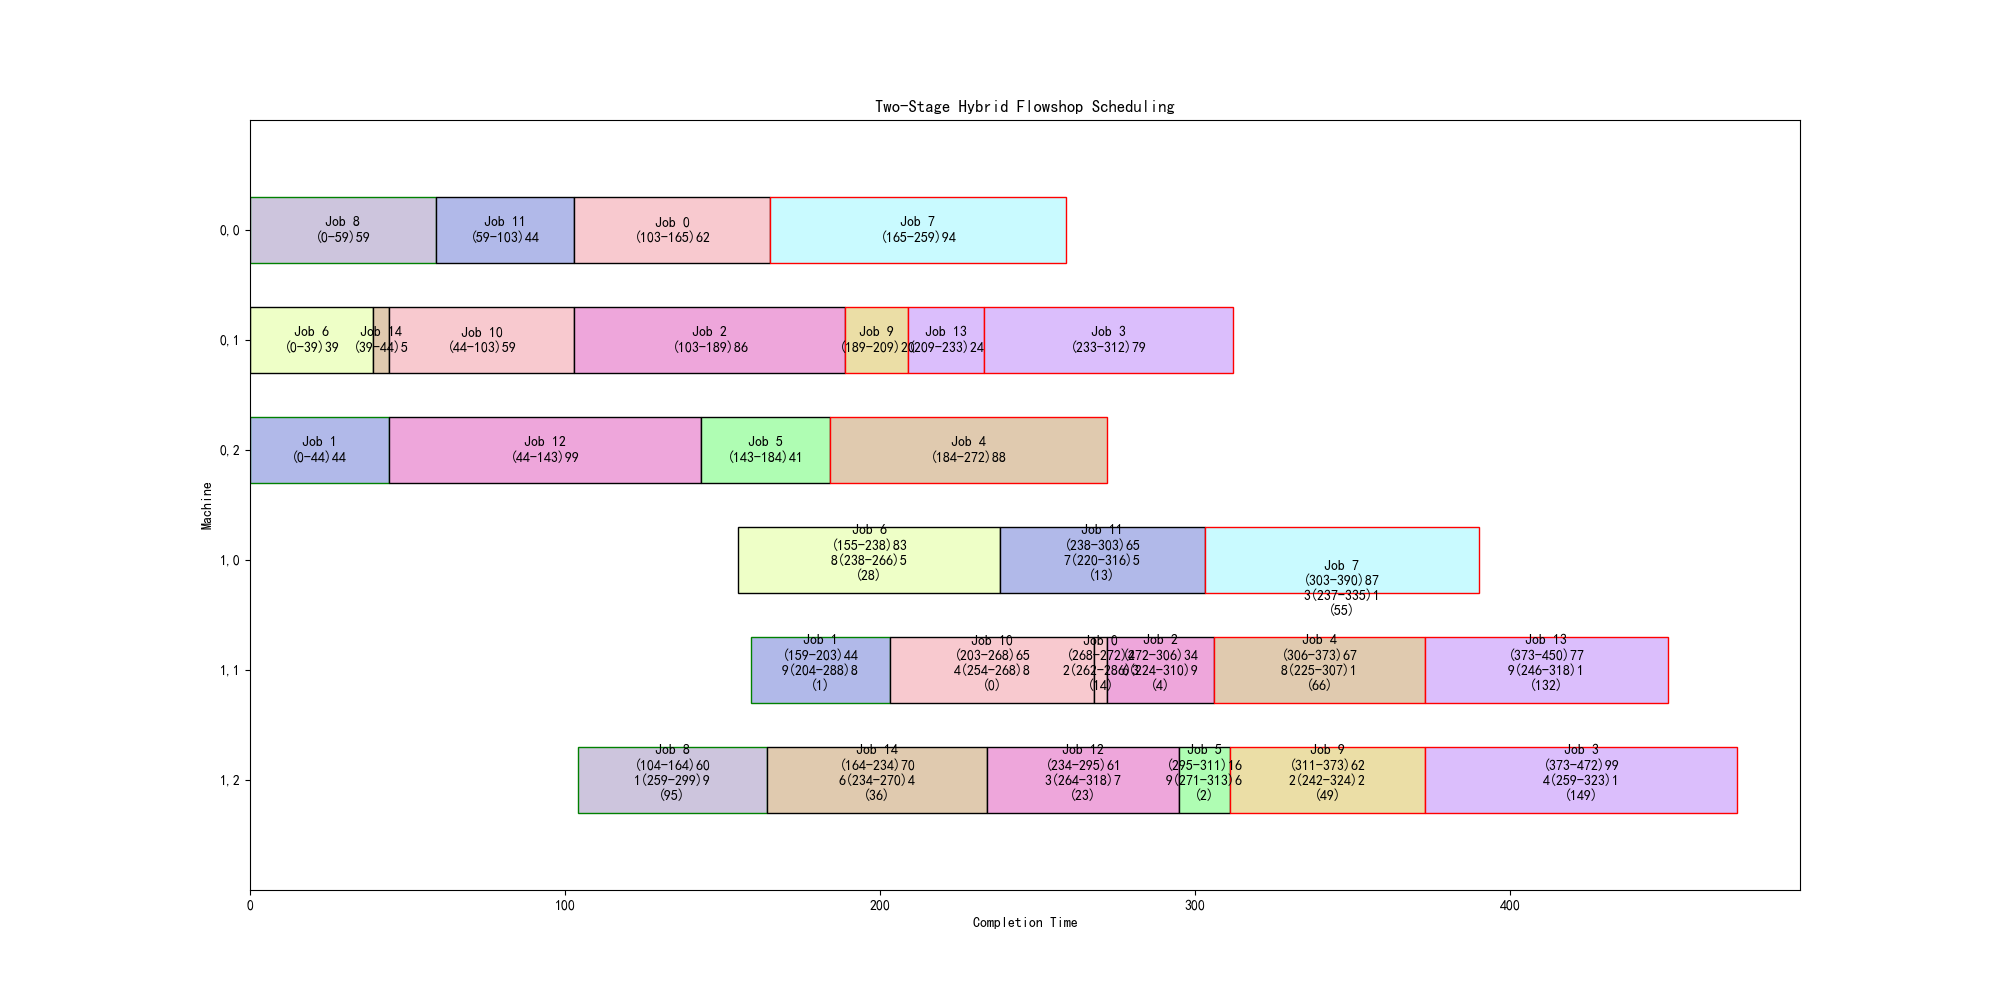 Two-Stage Hybrid Flowshop Scheduling
0,0
Job 8
(0-59)59
Job 11
(59-103)44
Job 0
(103-165)62
Job 7
(165-259)94
0,1
Job 6
(0-39)39
Job 14
(39-44)5
Job 10
(44-103)59
Job 2
(103-189)86
Job 9
(189-209)20
Job 13
(209-233)24
Job 3
(233-312)79
0,2
Job 1
(0-44)44
Job 12
(44-143)99
Job 5
(143-184)41
Job 4
(184-272)88
Machine
1,0
Job 6
(155-238)83
8(238-266)5
(28)
Job 11
(238-303)65
7(220-316)5
(13)
Job 7
(303-390)87
3(237-335)1
(55)
1,1
Job 1
(159-203)44
9(204-288)8
(1)
Job 10
(203-268)65
4(254-268)8
(0)
Job 0
(268-272)4
2(262-286)3
(14)
Job 2
(272-306)34
(224-310)9
(4)
Job 4
(306-373)67
8(225-307)1
(66)
Job 13
(373-450)77
9(246-318)1
(132)
1,2
Job 8
(104-164)60
1(259-299)9
(95)
Job 14
(164-234)70
6(234-270)4
(36)
Job 12
(234-295)61
3(264-318)7
(23)
Job 5
(295-311)16
9(271-313)6
(2)
Job 9
(311-373)62
2(242-324)2
(49)
Job 3
(373-472)99
4(259-323)1
(149)
0
100
200
300
400
Completion Time